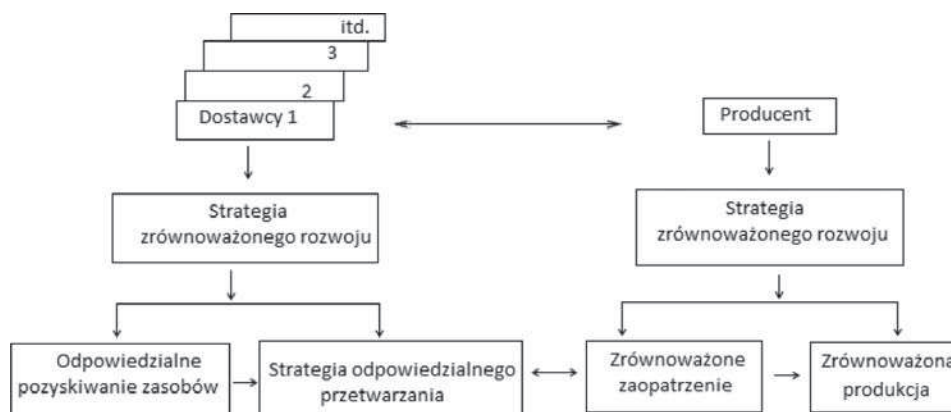 itd.
3
2
Dostawcy 1
Producent
Strategia
zrównoważonego rozwoju
Strategia
zrównoważonego rozwoju
Odpowiedzialne
pozyskiwanie zasobów
Strategia odpowiedzialnego
przetwarzania
Zrównoważone
zaopatrzenie
Zrównoważona
produkcja